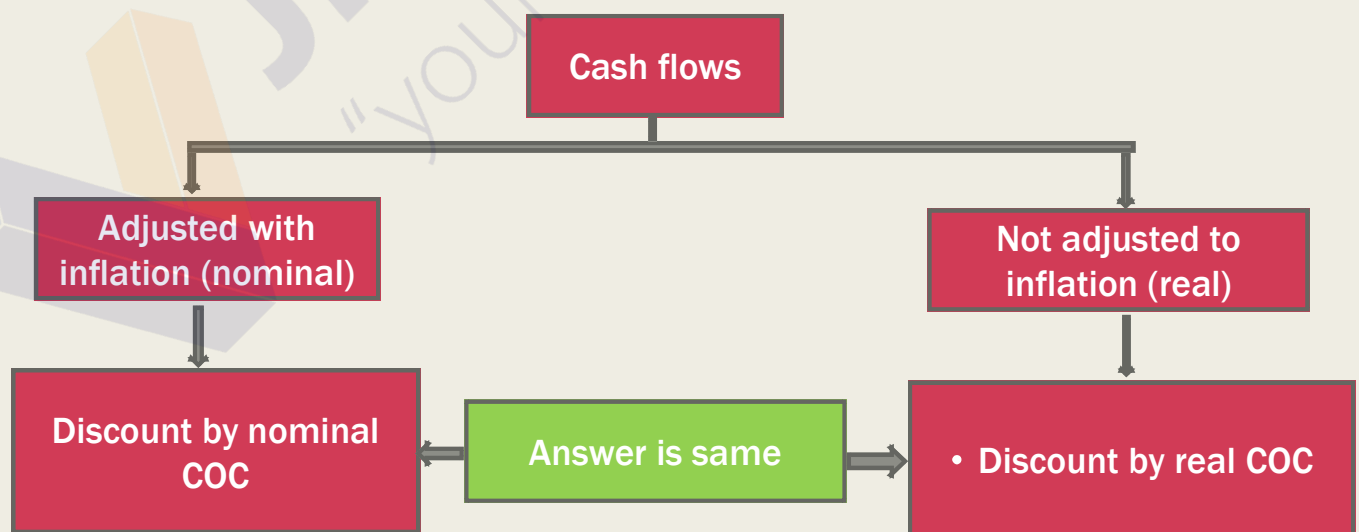 Cash flows
"your
Adjusted with
inflation (nominal)
Not adjusted to
inflation (real)
Discount by nominal
COC
Answer is same
• Discount by real COC